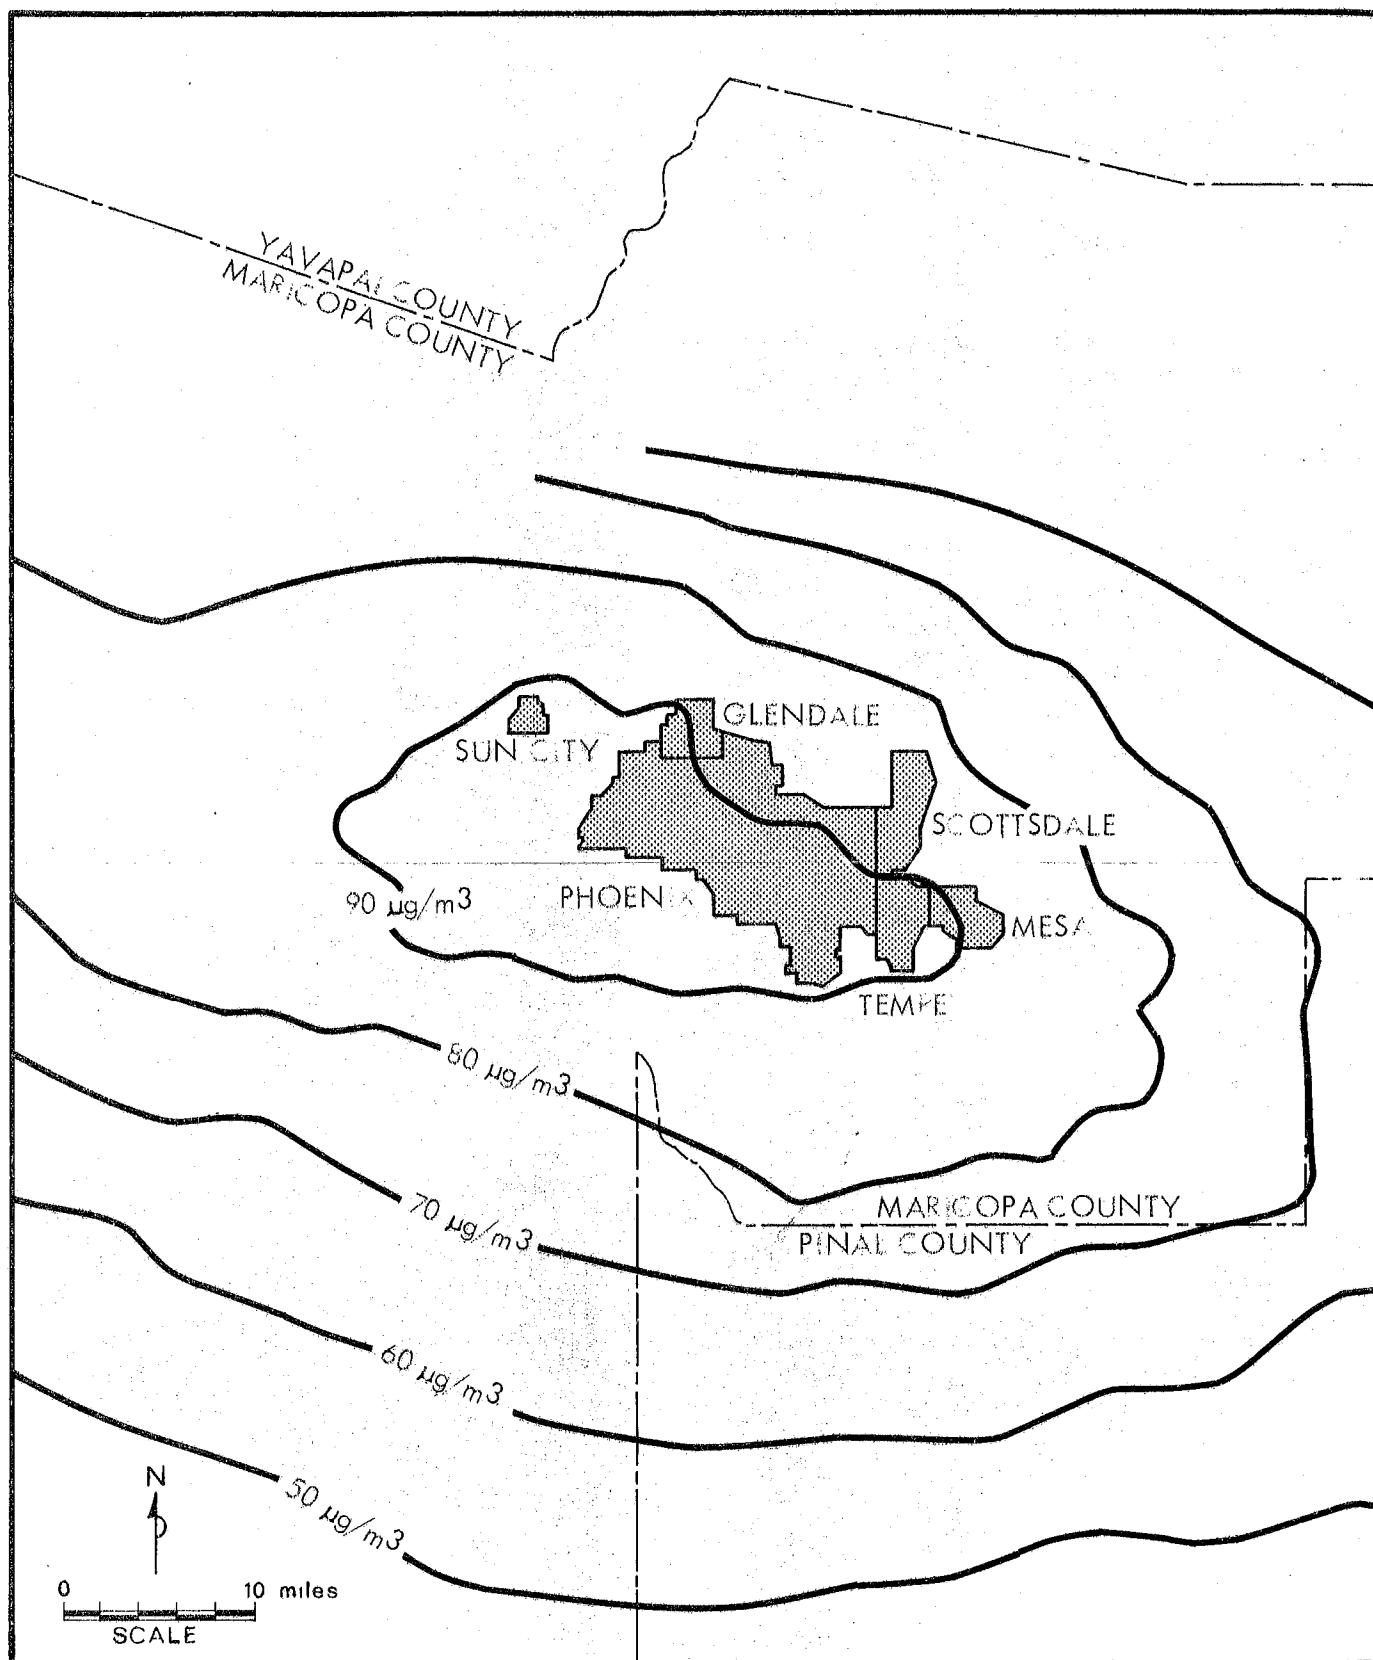 YAVAPAI COUNTY
MARICOPA COUNTY
GLENDALE
SUN CITY
SCOTTSDALE
90 µg/m3
PHOENIX
MESA
TEMPE
80 µg/m3
70 µg/m3
MARICOPA COUNTY
PINAL COUNTY
60 µg/m3
50 µg/m3
N
0 10 miles
SCALE